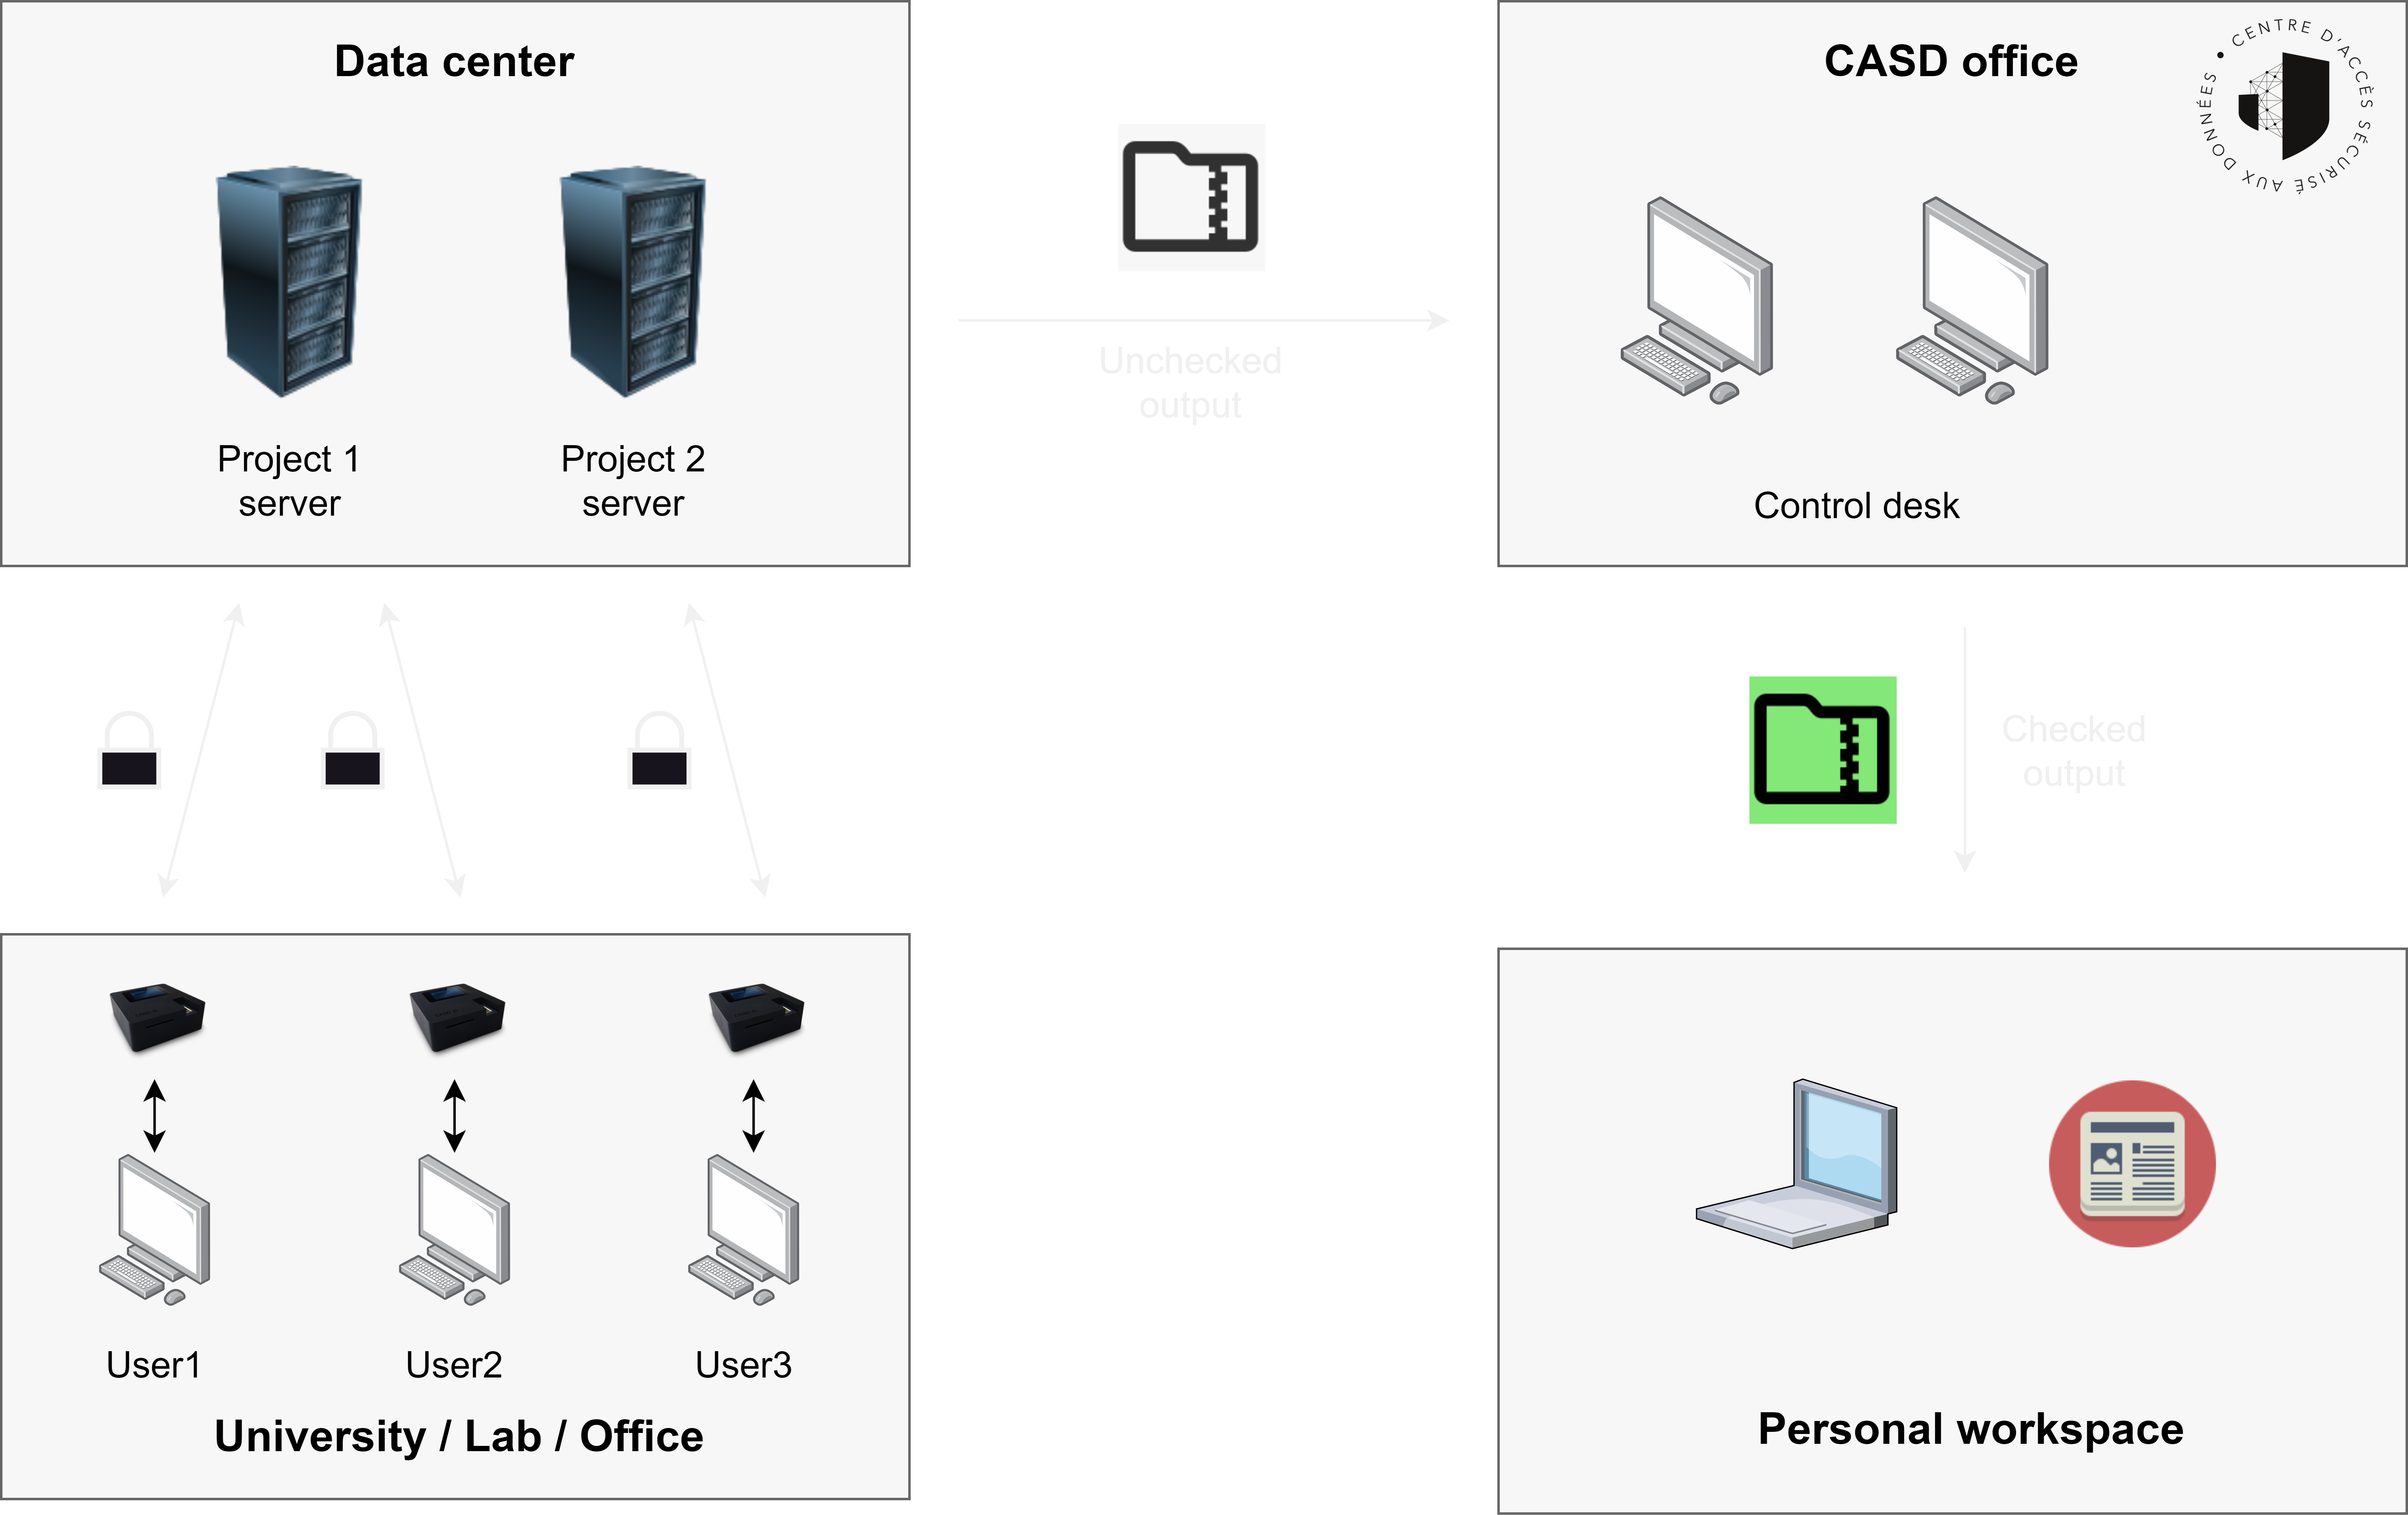 Data center
CASD office
CENTRE D'ACCÈS SÉCURISÉ AUX DONNÉES •
Unchecked
output
Project 1
server
Project 2
server
Control desk
Checked
output
User1
User2
User3
University / Lab / Office
Personal workspace